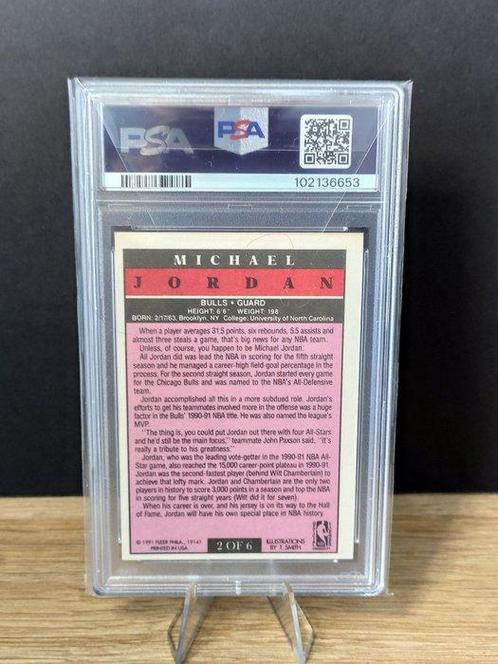 PSA
PSA
102136653
MICHAEL
JORDAN
BULLS • GUARD
HEIGHT: 6'6" WEIGHT: 198
BORN: 2/17/63, Brooklyn, NY College: University of North Carolina
When a player averages 31.5 points, six rebounds, 5.5 assists and
almost three steals a game, that's big news for any NBA team.
Unless, of course, you happen to be Michael Jordan.
All Jordan did was lead the NBA in scoring for the fifth straight
season and he managed a career-high field-goal percentage in the
process. For the second straight season, Jordan started every game
for the Chicago Bulls and was named to the NBA's All-Defensive
team.
Jordan accomplished all this in a more subdued role. Jordan's
efforts to get his teammates involved more in the offense was a huge
factor in the Bulls' 1990-91 NBA title. He was also named the league's
MVP.
"The thing is, you could put Jordan out there with four All-Stars
and he'd still be the main focus," teammate John Paxson said. "It's
really a tribute to his greatness."
Jordan, who was the leading vote-getter in the 1990-91 NBA All-
Star game, also reached the 15,000 career-point plateau in 1990-91.
Jordan was the second-fastest player (behind Wilt Chamberlain) to
achieve that lofty mark. Jordan and Chamberlain are the only two
players in history to score 3,000 points in a season and top the NBA
in scoring for five straight years (Wilt did it for seven).
When his career is over, and his jersey is on its way to the Hall
of Fame, Jordan will have his own special place in NBA history.
© 1991 FLEER PHILA., 19141
PRINTED IN USA
2 OF 6
ILLUSTRATIONS
BY T. SMITH